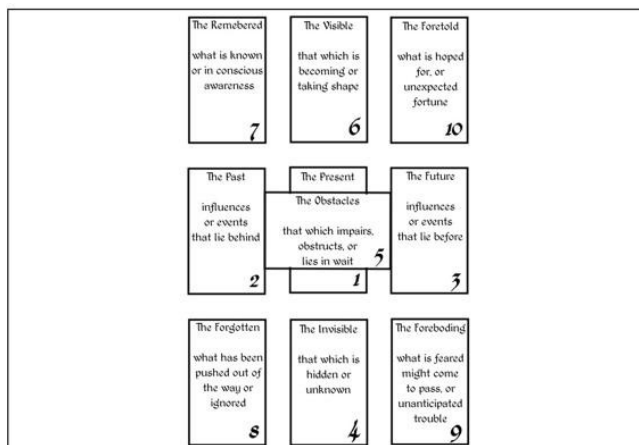 The Remebered
what is known
or in conscious
awareness
7
The Visible
that which is
becoming or
taking shape
6
The Foretold
what is hoped
for, or
unexpected
fortune
10
The Past
influences
or events
that lie behind
2
The Present
1
The Obstacles
that which impairs,
obstructs, or
lies in wait
5
The Future
influences
or events
that lie before
3
The Forgotten
what has been
pushed out of
the way or
ignored
8
The Invisible
that which is
hidden or
unknown
4
The Foreboding
what is feared
might come
to pass, or
unanticipated
trouble
9